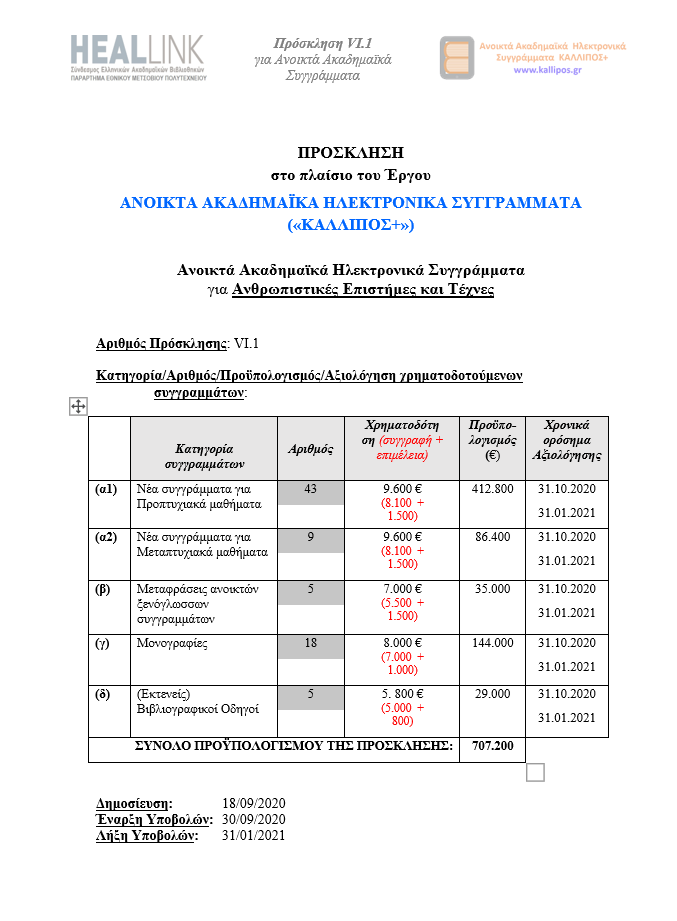 HEALLINK
Σύνδεσμος Ελληνικών Ακαδημαϊκών Βιβλιοθηκών
ΠΑΡΑΡΤΗΜΑ ΕΘΝΙΚΟΥ ΜΕΤΣΟΒΙΟΥ ΠΟΛΥΤΕΧΝΕΙΟΥ
Πρόσκληση VI.1
για Ανοικτά Ακαδημαϊκά
Συγγράμματα
Ανοικτά Ακαδημαϊκά Ηλεκτρονικά
Συγγράμματα ΚΑΛΛΙΠΟΣ+
www.kallipos.gr
ΠΡΟΣΚΛΗΣΗ
στο πλαίσιο του Έργου
ΑΝΟΙΚΤΑ ΑΚΑΔΗΜΑΪΚΑ ΗΛΕΚΤΡΟΝΙΚΑ ΣΥΓΓΡΑΜΜΑΤΑ
(«ΚΑΛΛΙΠΟΣ+»)
Ανοικτά Ακαδημαϊκά Ηλεκτρονικά Συγγράμματα
για Ανθρωπιστικές Επιστήμες και Τέχνες
Αριθμός Πρόσκλησης: VI.1
Κατηγορία/Αριθμός/Προϋπολογισμός/Αξιολόγηση χρηματοδοτούμενων
συγγραμμάτων:
Κατηγορία
συγγραμμάτων
Αριθμός
Χρηματοδότη
ση (συγγραφή +
επιμέλεια)
Προϋπο-
λογισμός
(€)
Χρονικά
ορόσημα
Αξιολόγησης
(α1) Νέα συγγράμματα για 43 9.600 € 412.800 31.10.2020
Προπτυχιακά μαθήματα (8.100 + 31.01.2021
1.500)
(α2) Νέα συγγράμματα για 9 9.600 € 86.400 31.10.2020
Μεταπτυχιακά μαθήματα (8.100 + 31.01.2021
1.500)
(β) Μεταφράσεις ανοικτών 5 7.000 € 35.000 31.10.2020
ξενόγλωσσων (5.500 + 31.01.2021
συγγραμμάτων 1.500)
(γ) Μονογραφίες 18 8.000 € 144.000 31.10.2020
(7.000 + 31.01.2021
1.000)
(δ) (Εκτενείς) 5 5. 800 € 29.000 31.10.2020
Βιβλιογραφικοί Οδηγοί (5.000 + 31.01.2021
800)
ΣΥΝΟΛΟ ΠΡΟΫΠΟΛΟΓΙΣΜΟΥ ΤΗΣ ΠΡΟΣΚΛΗΣΗΣ: 707.200
Δημοσίευση: 18/09/2020
Έναρξη Υποβολών: 30/09/2020
Λήξη Υποβολών: 31/01/2021